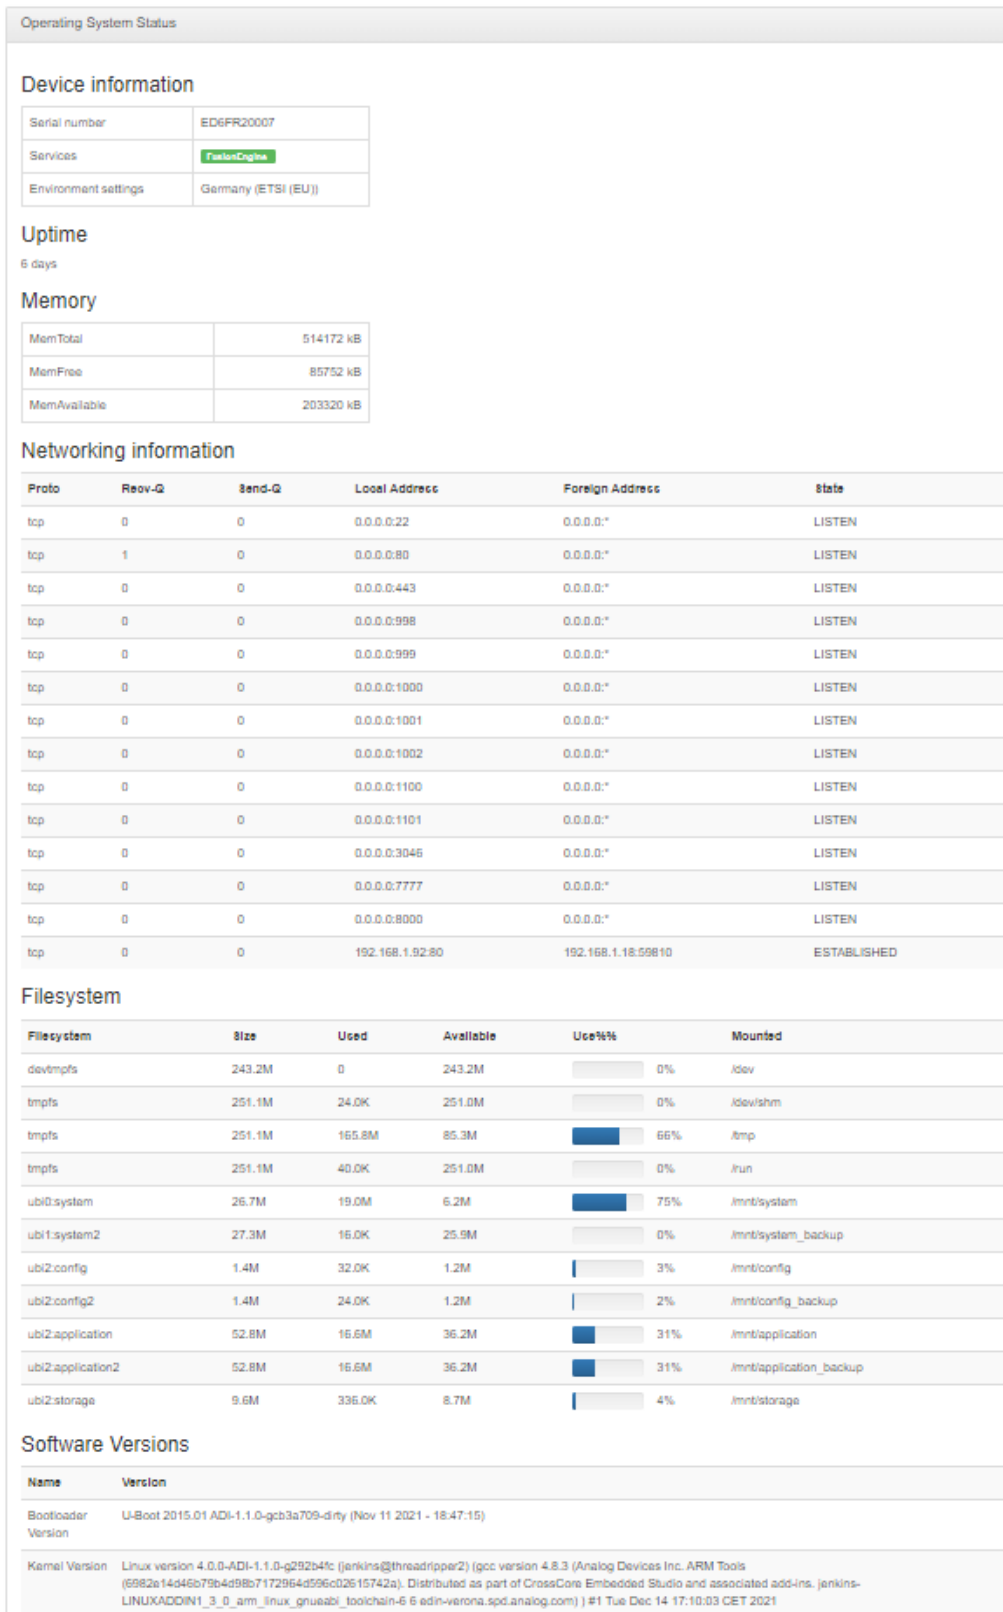 Operating System Status
Device information
Serial number ED6FR20007
Services FusionEngine
Environment settings Germany (ETSI (EU))
Uptime
6 days
Memory
MemTotal 514172 kB
MemFree 85752 kB
MemAvailable 203320 kB
Networking information
Proto Recv-Q Send-Q Local Address Foreign Address State
tcp 0 0 0.0.0.0:22 0.0.0.0:* LISTEN
tcp 1 0 0.0.0.0:80 0.0.0.0:* LISTEN
tcp 0 0 0.0.0.0:443 0.0.0.0:* LISTEN
tcp 0 0 0.0.0.0:998 0.0.0.0:* LISTEN
tcp 0 0 0.0.0.0:999 0.0.0.0:* LISTEN
tcp 0 0 0.0.0.0:1000 0.0.0.0:* LISTEN
tcp 0 0 0.0.0.0:1001 0.0.0.0:* LISTEN
tcp 0 0 0.0.0.0:1002 0.0.0.0:* LISTEN
tcp 0 0 0.0.0.0:1100 0.0.0.0:* LISTEN
tcp 0 0 0.0.0.0:1101 0.0.0.0:* LISTEN
tcp 0 0 0.0.0.0:3046 0.0.0.0:* LISTEN
tcp 0 0 0.0.0.0:7777 0.0.0.0:* LISTEN
tcp 0 0 0.0.0.0:8000 0.0.0.0:* LISTEN
tcp 0 0 192.168.1.92:80 192.168.1.18:59810 ESTABLISHED
Filesystem
Filesystem Size Used Available Use%% Mounted
devtmpfs 243.2M 0 243.2M 0% /dev
tmpfs 251.1M 24.0K 251.0M 0% /dev/shm
tmpfs 251.1M 165.8M 85.3M 66% /tmp
tmpfs 251.1M 40.0K 251.0M 0% /run
ubi0:system 26.7M 19.0M 6.2M 75% /mnt/system
ubi1:system2 27.3M 16.0K 25.9M 0% /mnt/system_backup
ubi2:config 1.4M 32.0K 1.2M 3% /mnt/config
ubi2:config2 1.4M 24.0K 1.2M 2% /mnt/config_backup
ubi2:application 52.8M 16.6M 36.2M 31% /mnt/application
ubi2:application2 52.8M 16.6M 36.2M 31% /mnt/application_backup
ubi2:storage 9.6M 336.0K 8.7M 4% /mnt/storage
Software Versions
Name Version
Bootloader Version U-Boot 2015.01 ADI-1.1.0-gcb3a709-dirty (Nov 11 2021 - 18:47:15)
Kernel Version Linux version 4.0.0-ADI-1.1.0-g292b4fc (jenkins@threadripper2) (gcc version 4.8.3 (Analog Devices Inc. ARM Tools
(6982e14d46b79b4d98b7172964d596c02615742a). Distributed as part of CrossCore Embedded Studio and associated add-ins. jenkins-
LINUXADDIN1_3_0_arm_linux_gnueabi_toolchain-6 6 edin-verona.spd.analog.com) ) #1 Tue Dec 14 17:10:03 CET 2021